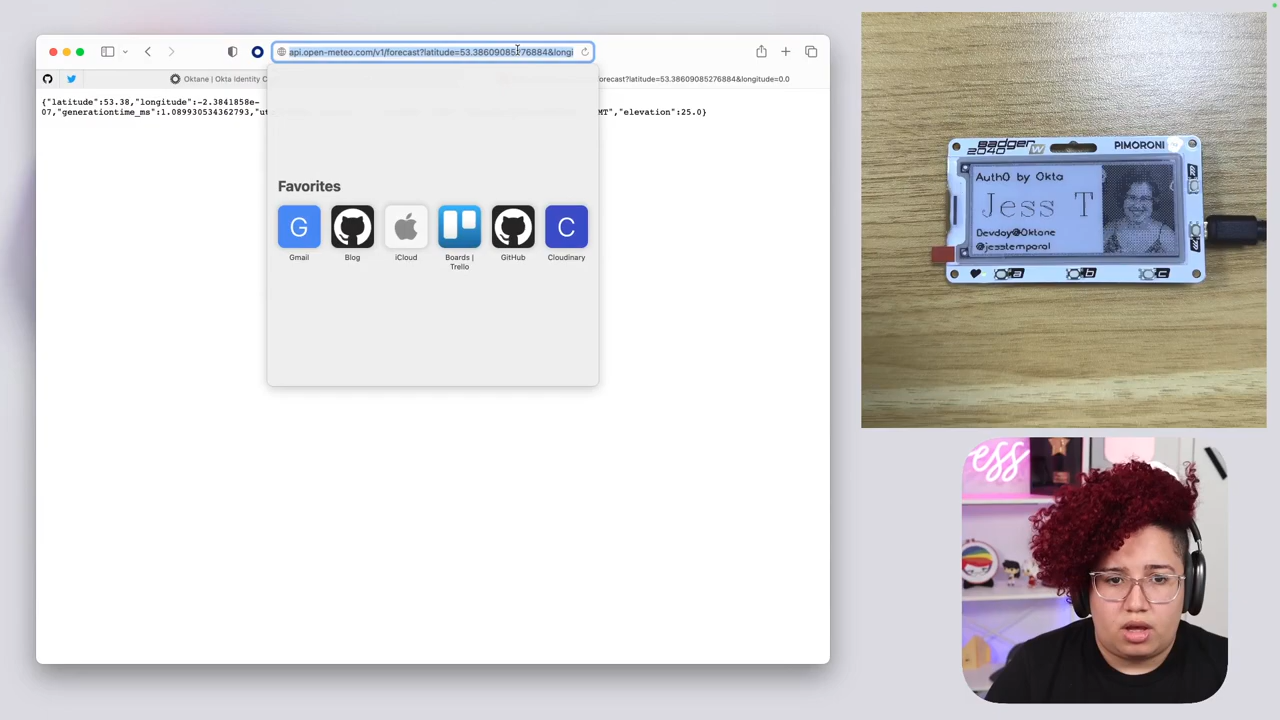 api.open-meteo.com/v1/forecast?latitude=53.38609085276884&longi
Oktane | Okta Identity C
forecast?latitude=53.38609085276884&longitude=0.0
{"latitude":53.38,"longitude":-2.3841858e-
07,"generationtime_ms":1.089930534362793,"ut
MT","elevation":25.0}
Favorites
G
C
Gmail
Blog
iCloud
Boards |
Trello
GitHub
Cloudinary
badger
2040 W
PIMORONI
Auth0 by Okta
Jess T
Devday@Oktane
@jesstemporal
a
b
c
ess